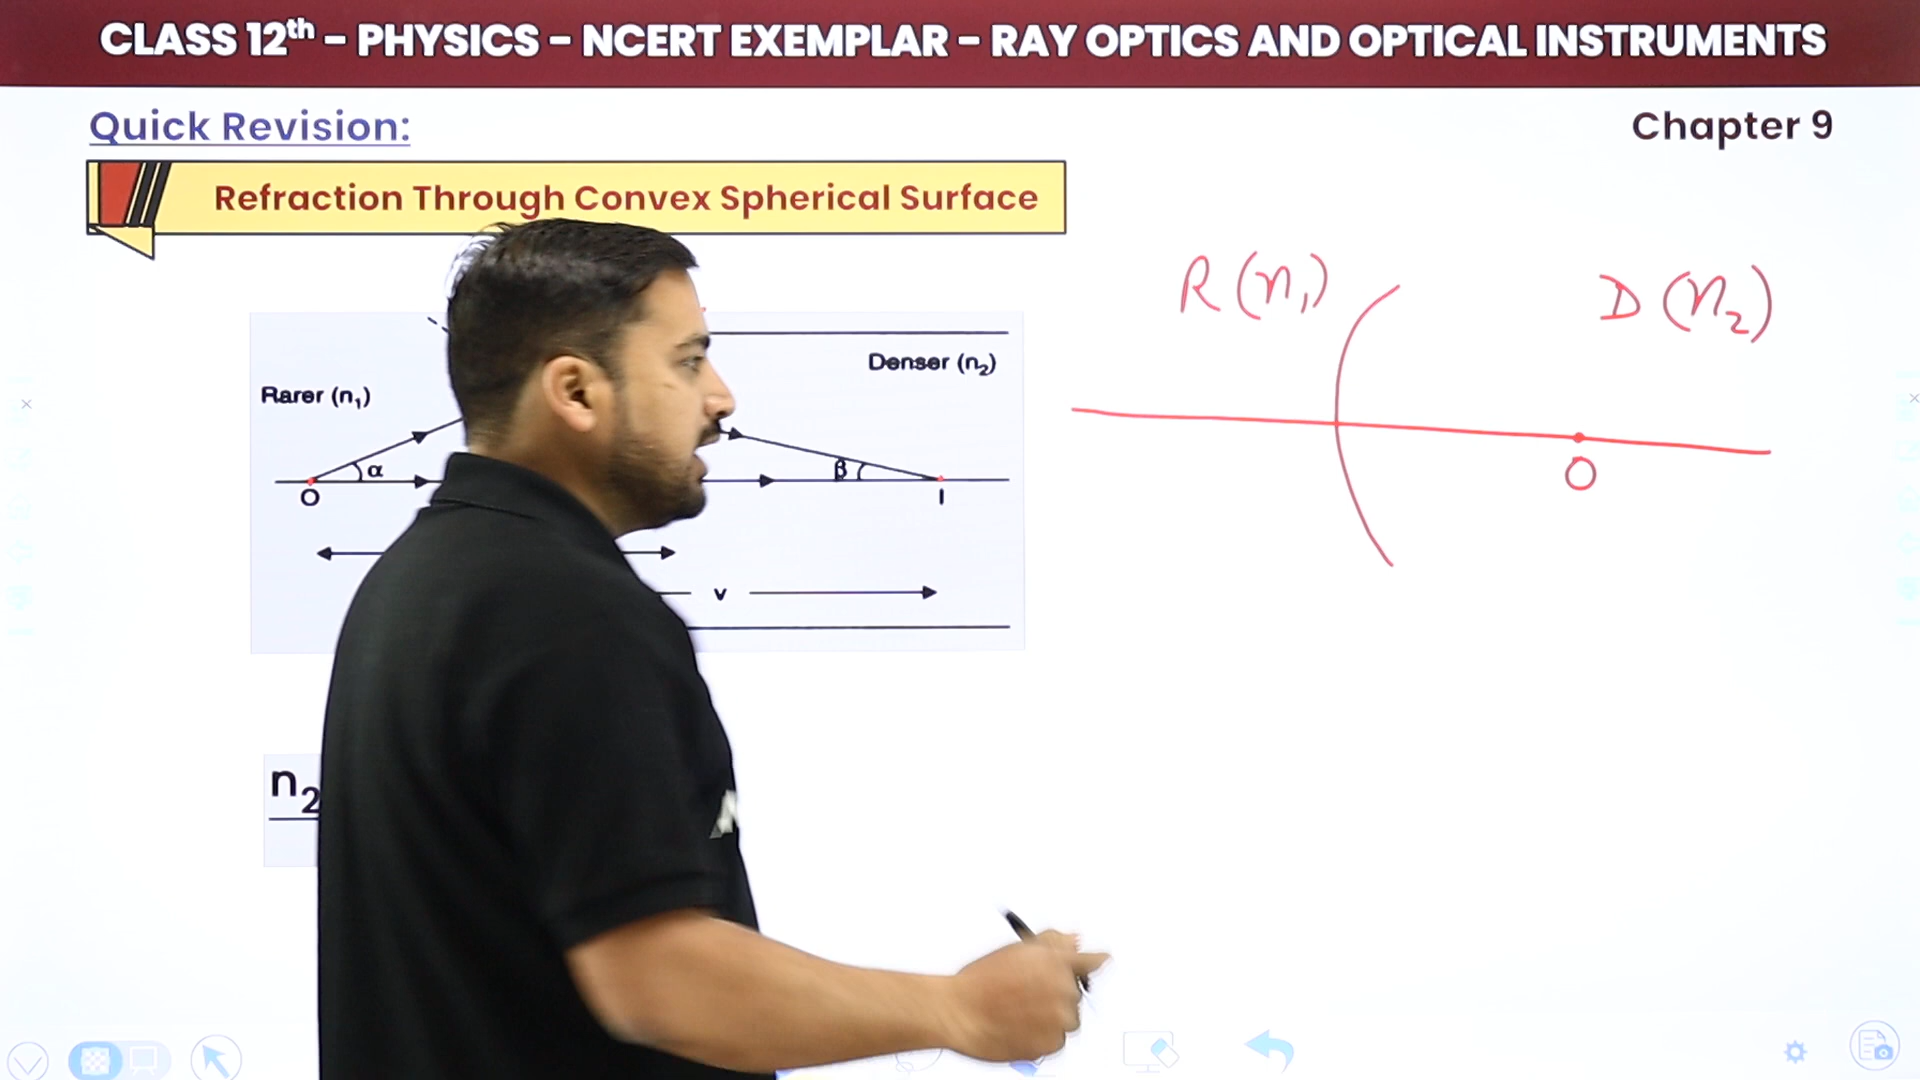 CLASS 12th – PHYSICS – NCERT EXEMPLAR – RAY OPTICS AND OPTICAL INSTRUMENTS
Quick Revision:
Chapter 9
Refraction Through Convex Spherical Surface
R (n₁)
D (n₂)
Denser (n₂)
Rarer (n₁)
α
β
O
I
O
v
n₂